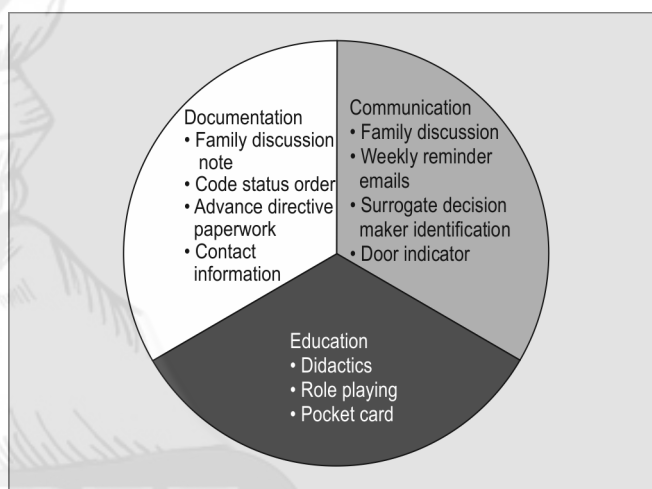 Documentation
• Family discussion
note
• Code status order
• Advance directive
paperwork
• Contact
information
Communication
• Family discussion
• Weekly reminder
emails
• Surrogate decision
maker identification
• Door indicator
Education
• Didactics
• Role playing
• Pocket card